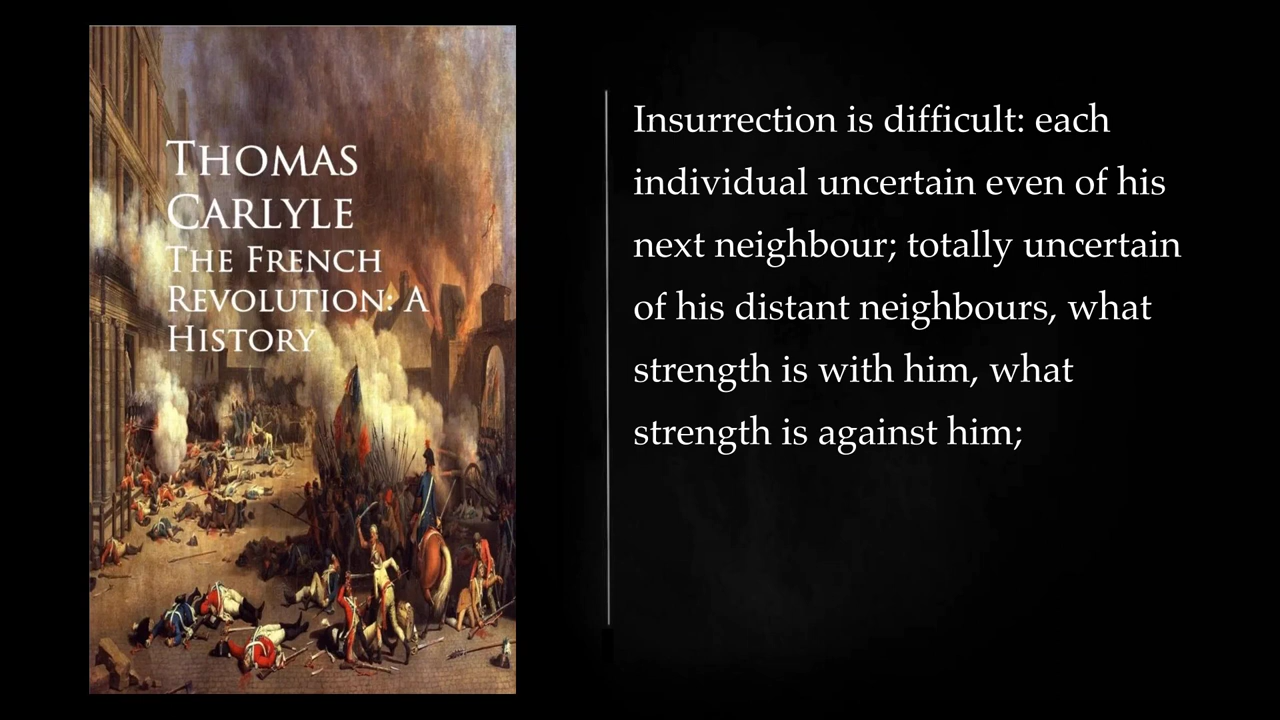 THOMAS
CARLYLE
THE FRENCH
REVOLUTION: A
HISTORY
Insurrection is difficult: each
individual uncertain even of his
next neighbour; totally uncertain
of his distant neighbours, what
strength is with him, what
strength is against him;